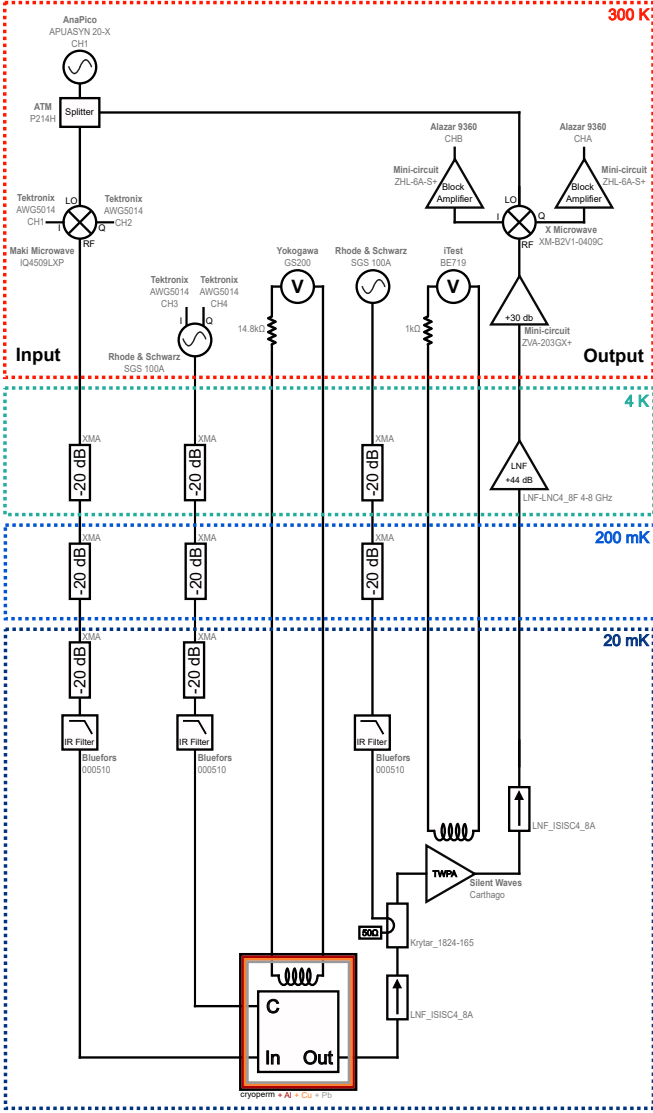 AnaPico
APUASYN 20-X
CH1
300 K
ATM
P214H
Splitter
Alazar 9360
CHB
Alazar 9360
CHA
Mini-circuit
ZHL-6A-S+
Mini-circuit
ZHL-6A-S+
Block
Amplifier
Block
Amplifier
Tektronix
AWG5014
CH1
LO
I
Q
RF
Tektronix
AWG5014
CH2
LO
I
Q
RF
X Microwave
XM-B2V1-0409C
Maki Microwave
IQ4509LXP
Tektronix
AWG5014
CH3
Tektronix
AWG5014
CH4
I
Q
Rhode & Schwarz
SGS 100A
Yokogawa
GS200
V
14.8kΩ
Rhode & Schwarz
SGS 100A
iTest
BE719
V
1kΩ
+30 db
Mini-circuit
ZVA-203GX+
Input
Output
4 K
XMA
-20 dB
XMA
-20 dB
XMA
-20 dB
LNF
+44 dB
LNF-LNC4_8F 4-8 GHz
200 mK
XMA
-20 dB
XMA
-20 dB
XMA
-20 dB
20 mK
XMA
-20 dB
XMA
-20 dB
IR Filter
Bluefors
000510
IR Filter
Bluefors
000510
IR Filter
Bluefors
000510
LNF_ISISC4_8A
TWPA
Silent Waves
Carthago
50Ω
Krytar_1824-165
LNF_ISISC4_8A
C
In
Out
cryoperm + Al + Cu + Pb